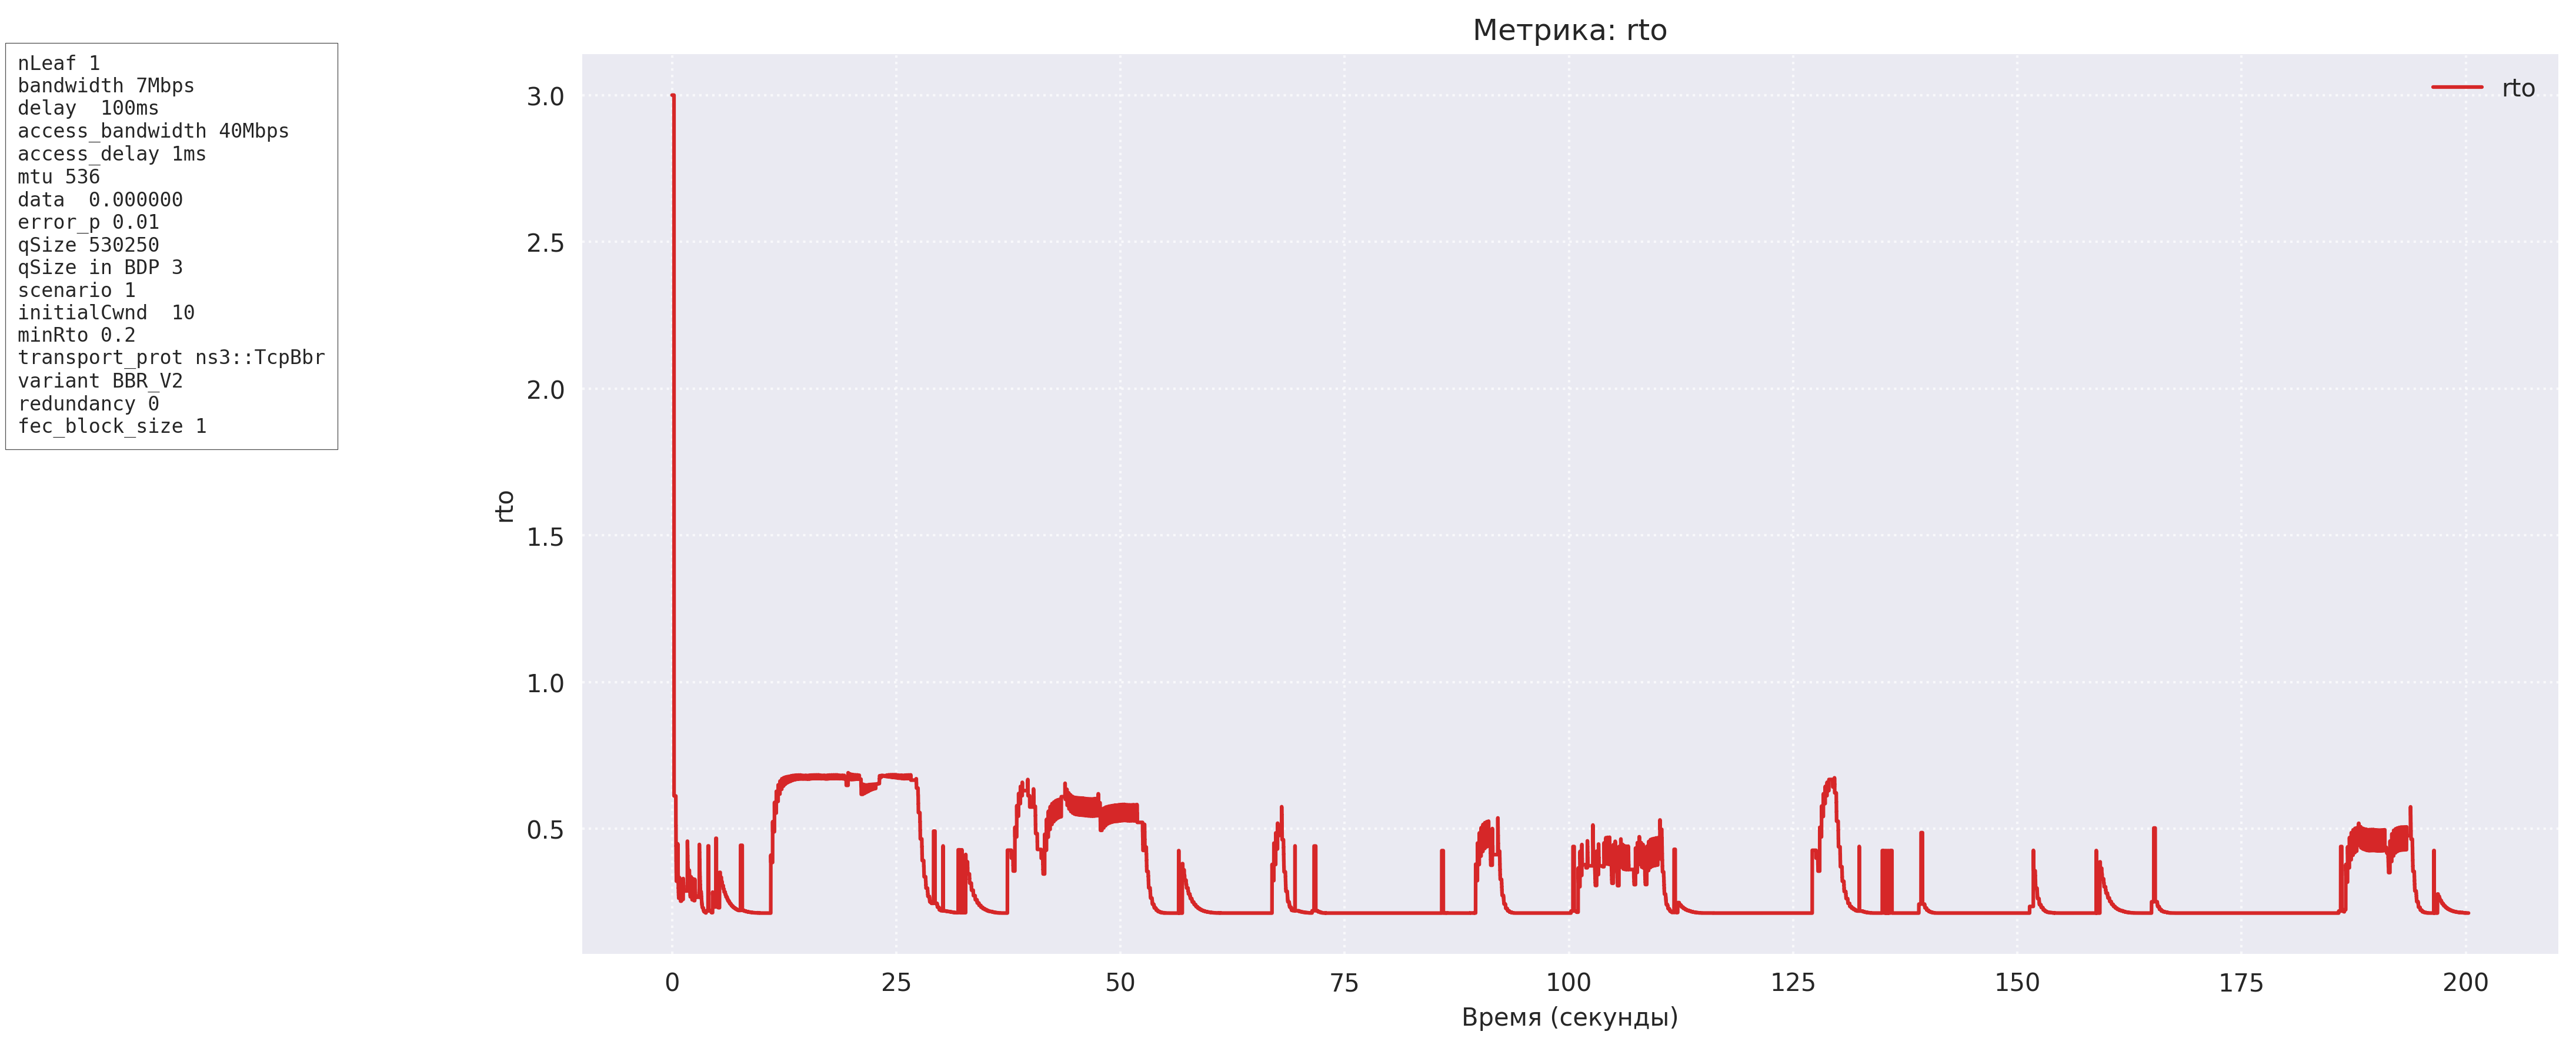 Метрика: rto
nLeaf 1
bandwidth 7Mbps
delay  100ms
access_bandwidth 40Mbps
access_delay 1ms
mtu 536
data  0.000000
error_p 0.01
qSize 530250
qSize in BDP 3
scenario 1
initialCwnd  10
minRto 0.2
transport_prot ns3::TcpBbr
variant BBR_V2
redundancy 0
fec_block_size 1
rto
3.0
2.5
2.0
1.5
1.0
0.5
rto
0 25 50 75 100 125 150 175 200
Время (секунды)